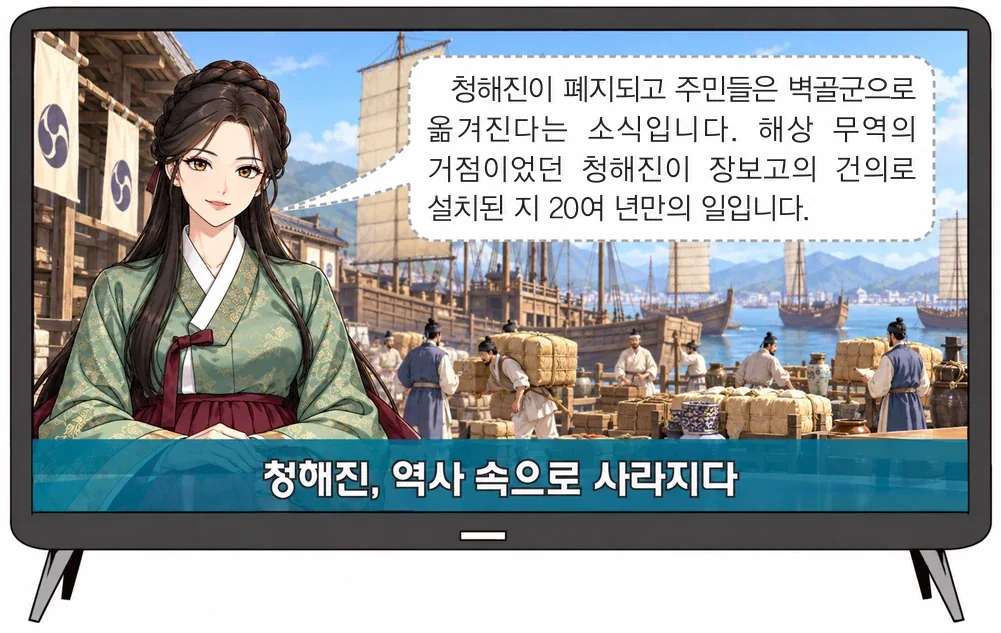 청해진이 폐지되고 주민들은 벽골군으로
옮겨진다는 소식입니다. 해상 무역의
거점이었던 청해진이 장보고의 건의로
설치된 지 20여 년만의 일입니다.
청해진, 역사 속으로 사라지다